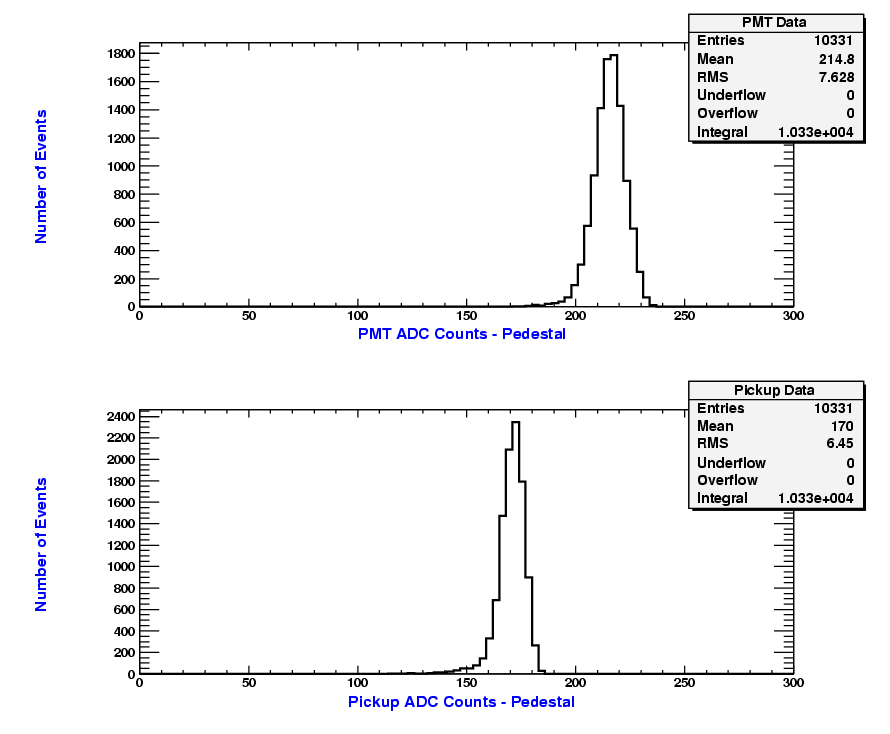 PMT Data
Entries 10331
Mean 214.8
RMS 7.628
Underflow 0
Overflow 0
Integral 1.033e+004
Number of Events
1800
1600
1400
1200
1000
800
600
400
200
0
0 50 100 150 200 250 300
PMT ADC Counts - Pedestal
Pickup Data
Entries 10331
Mean 170
RMS 6.45
Underflow 0
Overflow 0
Integral 1.033e+004
Number of Events
2400
2200
2000
1800
1600
1400
1200
1000
800
600
400
200
0
0 50 100 150 200 250 300
Pickup ADC Counts - Pedestal